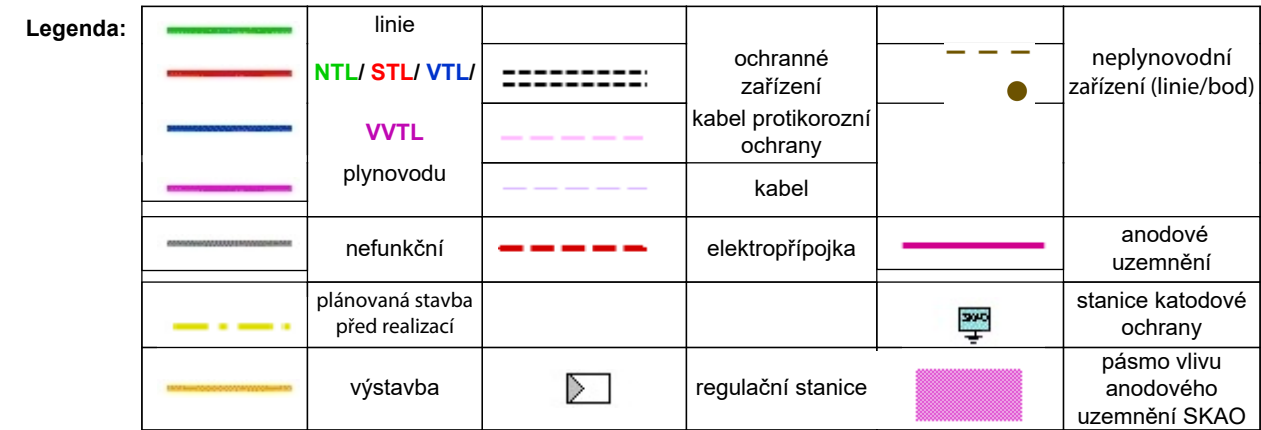 Legenda:
linie
NTL/ STL/ VTL/
VVTL
plynovodu
ochranné
zařízení
neplynovodní
zařízení (linie/bod)
kabel protikorozní
ochrany
kabel
nefunkční
elektropřípojka
anodové
uzemnění
plánovaná stavba
před realizací
SKAO
stanice katodové
ochrany
výstavba
regulační stanice
pásmo vlivu
anodového
uzemnění SKAO